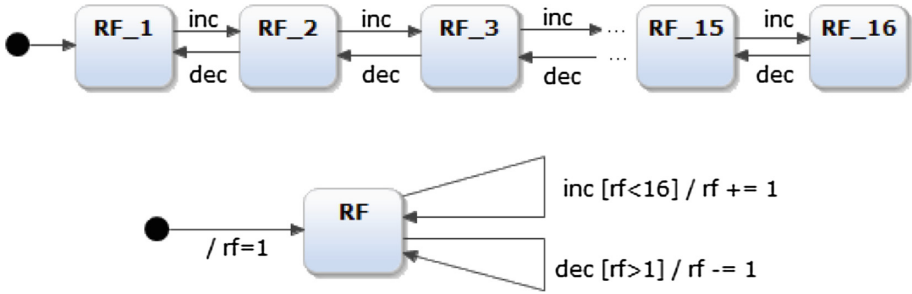 inc inc inc inc
RF_1 RF_2 RF_3 ... RF_15 RF_16
dec dec dec ... dec
RF
inc [rf<16] / rf += 1
/ rf=1
dec [rf>1] / rf -= 1